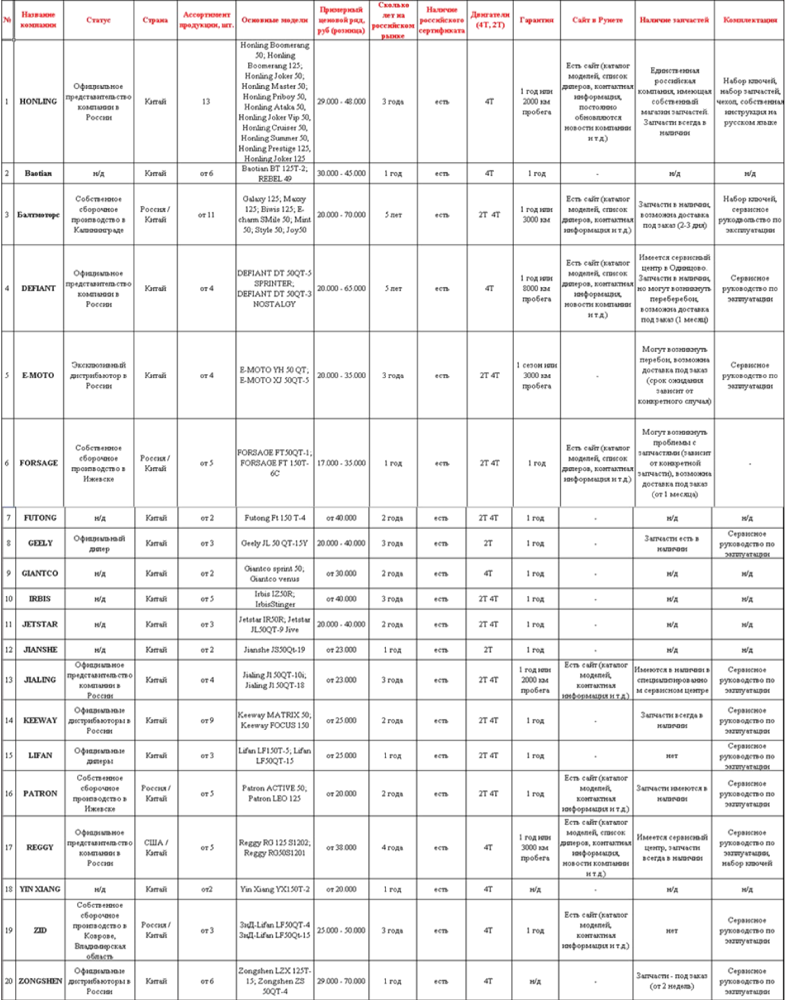 № Название компании Статус Страна Ассортимент продукции, шт. Основные модели Примерный ценовой ряд, руб (розница) Сколько лет на российском рынке Наличие российского сертификата Двигатели (4Т, 2Т) Гарантия Сайт в Рунете Наличие запчастей Комплектация
1 HONLING Официальное представительство компании в России Китай 13 Honling Boomerang 50; Honling Boomerang 125; Honling Joker 50; Honling Master 50; Honling Priboy 50, Honling Ataka 50, Honling Joker Vip 50, Honling Cruiser 50, Honling Summer 50, Honling Prestige 125, Honling Joker 125 29.000 - 48.000 3 года есть 4Т 1 год или 2000 км пробега Есть сайт (каталог моделей, список дилеров, контактная информация, постоянно обновляются новости компании и т.д.) Единственная российская компания, имеющая собственный магазин запчастей. Запчасти всегда в наличии Набор ключей, набор запчастей, чехол, собственная инструкция на русском языке
2 Baotian н/д Китай от 6 Baotian BT 125T-2; REBEL 49 30.000 - 45.000 1 год есть 4Т 1 год - н/д н/д
3 Балтмоторс Собственное сборочное производство в Калининграде Россия / Китай от 11 Galaxy 125; Maxxy 125; Biwis 125; E-charm SMile 50; Mint 50; Style 50; Joy50 20.000 - 70.000 5 лет есть 2Т 4Т 1 год или 3000 км Есть сайт (каталог моделей, список дилеров, контактная информация и т.д.) Запчасти в наличии, возможна доставка под заказ (2-3 дня) Набор ключей, сервисное рукодвольство по эксплуатации
4 DEFIANT Официальное представительство компании в России Китай от 4 DEFIANT DT 50QT-5 SPRINTER; DEFIANT DT 50QT-3 NOSTALGY 20.000 - 65.000 5 лет есть 4Т 1 год или 8000 км пробега Есть сайт (каталог моделей, список дилеров, контактная информация, новости компании и т.д.) Имеется сервисный центр в Одинцово. Запчасти в наличии, но могут возникнуть переберебои, возможна доставка под заказ (1 месяц) Сервисное руководство по экплуатации
5 E-MOTO Эксклюзивный дистрибьютор в России Китай от 4 E-MOTO YH 50 QT; E-MOTO XJ 50QT-5 20.000 - 35.000 3 года есть 2Т 4Т 1 сезон или 3000 км пробега - Могут возникнуть перебои, возможна доставка под заказ (срок ожидания зависит от конкретного случая) Сервисное руководство по экплуатации
6 FORSAGE Собственное сборочное производство в Ижевске Россия / Китай от 5 FORSAGE FT50QT-1; FORSAGE FT 150T-6C 17.000 - 35.000 1 год есть 2Т 4Т 1 год Есть сайт (каталог моделей, список дилеров, контактная информация и т.д.) Могут возникнуть проблемы с запчастями (зависит от конкретной запчасти), возможна доставка под заказ (от 1 месяца) -
7 FUTONG н/д Китай от 2 Futong Ft 150 T-4 от 40.000 2 года есть 2Т 4Т 1 год - н/д н/д
8 GEELY Официальный дилер Китай от 3 Geely JL 50 QT-15Y 20.000 - 40.000 3 года есть 2Т 1 год - Запчасти есть в наличии Сервисное руководство по экплуатации
9 GIANTCO н/д Китай от 2 Giantco sprint 50; Giantco venus от 30.000 2 года есть 4Т 1 год - н/д н/д
10 IRBIS н/д Китай от 5 Irbis IZ50R; IrbisStinger от 40.000 3 года есть 2Т 4Т 1 год - н/д н/д
11 JETSTAR н/д Китай от 3 Jetstar IR50R; Jetstar JL50QT-9 Jive 20.000 - 40.000 2 года есть 2Т 4Т 1 год - н/д н/д
12 JIANSHE н/д Китай от 2 Jianshe JS50Qt-19 от 23.000 1 год есть 2Т 1 год - н/д н/д
13 JIALING Официальное представительство компании в России Китай от 4 Jialing J150QT-10i; Jialing J150QT-18 от 23.000 3 года есть 2Т 4Т 1 год или 2000 км пробега Есть сайт (каталог моделей, контактная информация и т.д.) Имеются в наличии в специализированном сервисном центре Сервисное руководство по экплуатации
14 KEEWAY Официальные дистрибьюторы в России Китай от 9 Keeway MATRIX 50; Keeway FOCUS 150 от 25.000 2 года есть 2Т 4Т 1 год - Запчасти всегда в наличии Сервисное руководство по экплуатации
15 LIFAN Официальные дилеры Китай от 3 Lifan LF150T-5; Lifan LF50QT-15 от 25.000 1 год есть 2Т 4Т 1 год - нет Сервисное руководство по экплуатации
16 PATRON Собственное сборочное производство в Ижевске Россия / Китай от 5 Patron ACTIVE 50; Patron LEO 125 от 20.000 2 года есть 2Т 4Т 1 год Есть сайт (каталог моделей, контактная информация и т.д.) Запчасти имеются в наличии Сервисное руководство по экплуатации
17 REGGY Официальное представительство компании в России США / Китай от 5 Reggy RG 125 S1202; Reggy RG50S1201 от 38.000 4 года есть 4Т 1 год или 3000 км пробега Есть сайт (каталог моделей, список дилеров, контактная информация, новости компании и т.д.) Имеется сервисный центр, запчасти всегда в наличии Сервисное руководство по экплуатации, набор ключей
18 YIN XIANG н/д Китай от2 Yin Xiang YX150T-2 от 20.000 1 год есть 4Т н/д - н/д н/д
19 ZID Собственное сборочное производство в Коврове, Владимирская область Россия / Китай от 3 ЗиД-Lifan LF50QT-4 ЗиД-Lifan LF50Qt-15 25.000 - 50.000 3 года есть 4Т 1 год Есть сайт (каталог моделей, контактная информация и т.д.) нет Сервисное руководство по экплуатации
20 ZONGSHEN Официальные дистрибьюторы в России Китай от 6 Zongshen LZX 125T-15; Zongshen ZS 50QT-4 29.000 - 70.000 1 год есть 4Т н/д - Запчасти - под заказ (от 2 недель) Сервисное руководство по экплуатации